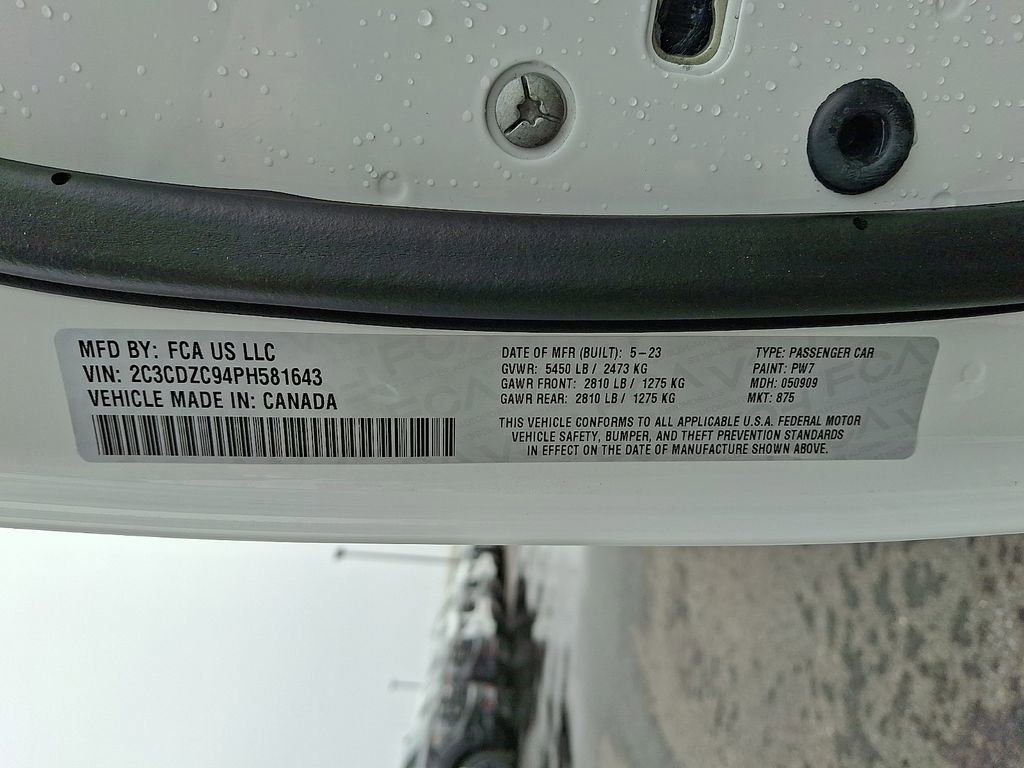 MFD BY: FCA US LLC
VIN: 2C3CDZC94PH581643
VEHICLE MADE IN: CANADA
DATE OF MFR (BUILT): 5-23
GVWR: 5450 LB / 2473 KG
GAWR FRONT: 2810 LB / 1275 KG
GAWR REAR: 2810 LB / 1275 KG
TYPE: PASSENGER CAR
PAINT: PW7
MDH: 050909
MKT: 875
THIS VEHICLE CONFORMS TO ALL APPLICABLE U.S.A. FEDERAL MOTOR
VEHICLE SAFETY, BUMPER, AND THEFT PREVENTION STANDARDS
IN EFFECT ON THE DATE OF MANUFACTURE SHOWN ABOVE.